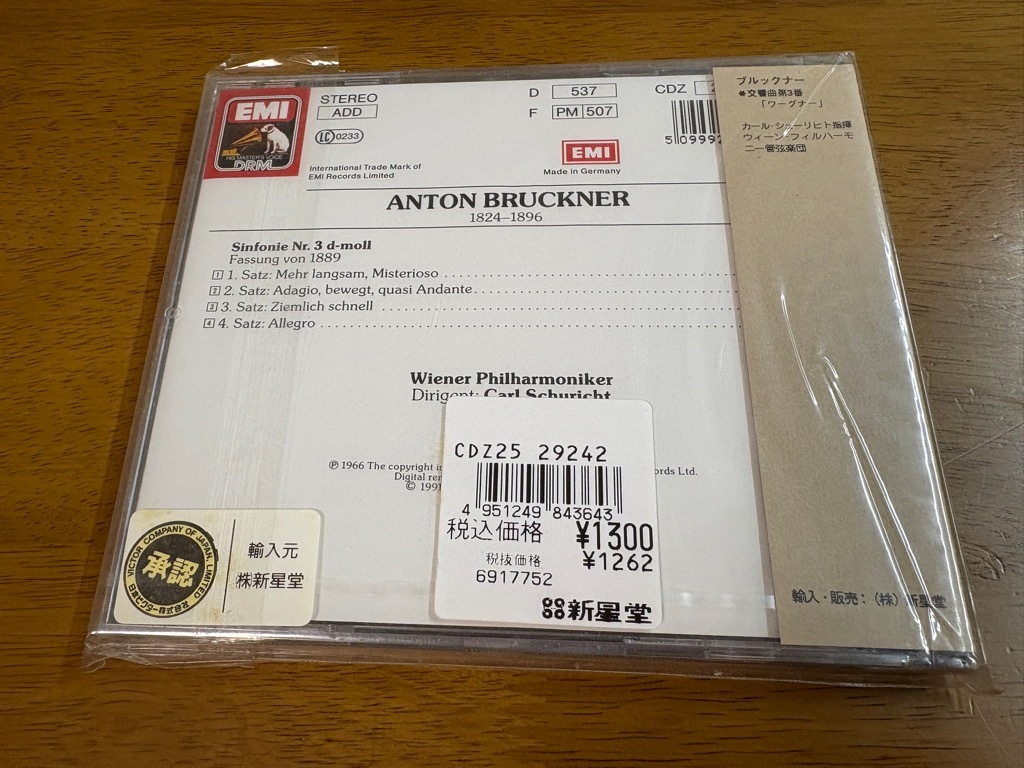 EMI
HIS MASTER'S VOICE
DRM
STEREO
ADD
LC 0233
International Trade Mark of
EMI Records Limited
D 537
F PM 507
CDZ
5 09992
EMI
Made in Germany
ANTON BRUCKNER
1824–1896
Sinfonie Nr. 3 d-moll
Fassung von 1889
1 1. Satz: Mehr langsam, Misterioso
2 2. Satz: Adagio, bewegt, quasi Andante
3 3. Satz: Ziemlich schnell
4 4. Satz: Allegro
Wiener Philharmoniker
Dirigent: Carl Schuricht
℗ 1966 The copyright in
rds Ltd.
Digital
© 1991
CDZ25 29242
4 951249 843643
税込価格 ¥1300
税抜価格 ¥1262
6917752
新星堂
VICTOR COMPANY OF JAPAN, LIMITED
承認
日本ビクター株式会社
輸入元
㈱新星堂
ブルックナー
*交響曲第3番
「ワーグナー」
カール・シューリヒト指揮
ウィーン・フィルハーモ
ニー管弦楽団
輸入・販売:(株)新星堂